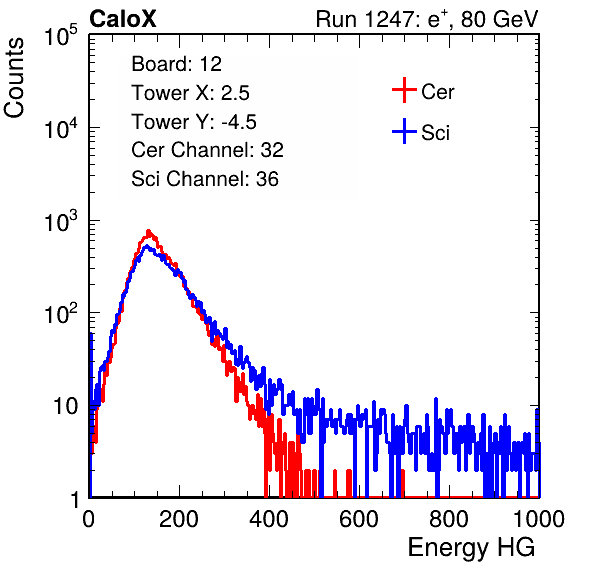 CaloX Run 1247: e⁺, 80 GeV
Counts
10⁵
10⁴
10³
10²
10
1
Board: 12
Tower X: 2.5
Tower Y: -4.5
Cer Channel: 32
Sci Channel: 36
Cer
Sci
0 200 400 600 800 1000
Energy HG